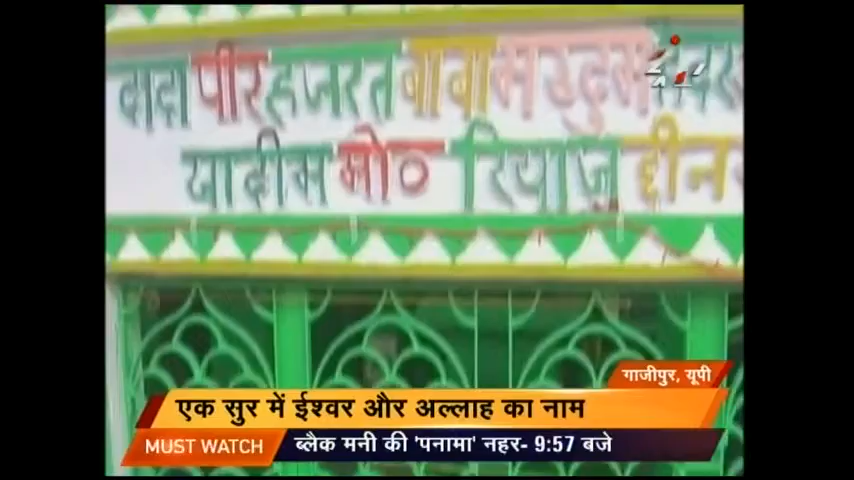 दादा पीर हजरत बाबा
यादीस मो० रियाजुद्दीन
गाजीपुर, यूपी
एक सुर में ईश्वर और अल्लाह का नाम
MUST WATCH ब्लैक मनी की 'पनामा' नहर- 9:57 बजे